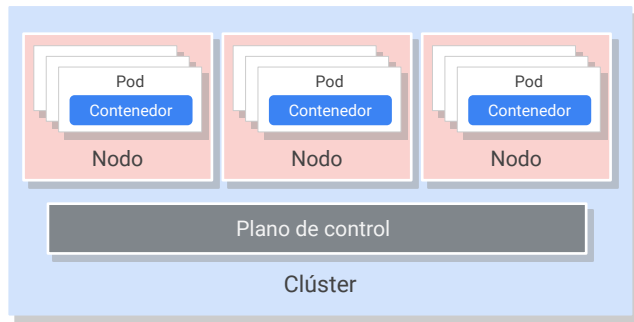 Pod
Contenedor
Nodo
Pod
Contenedor
Nodo
Pod
Contenedor
Nodo
Plano de control
Clúster